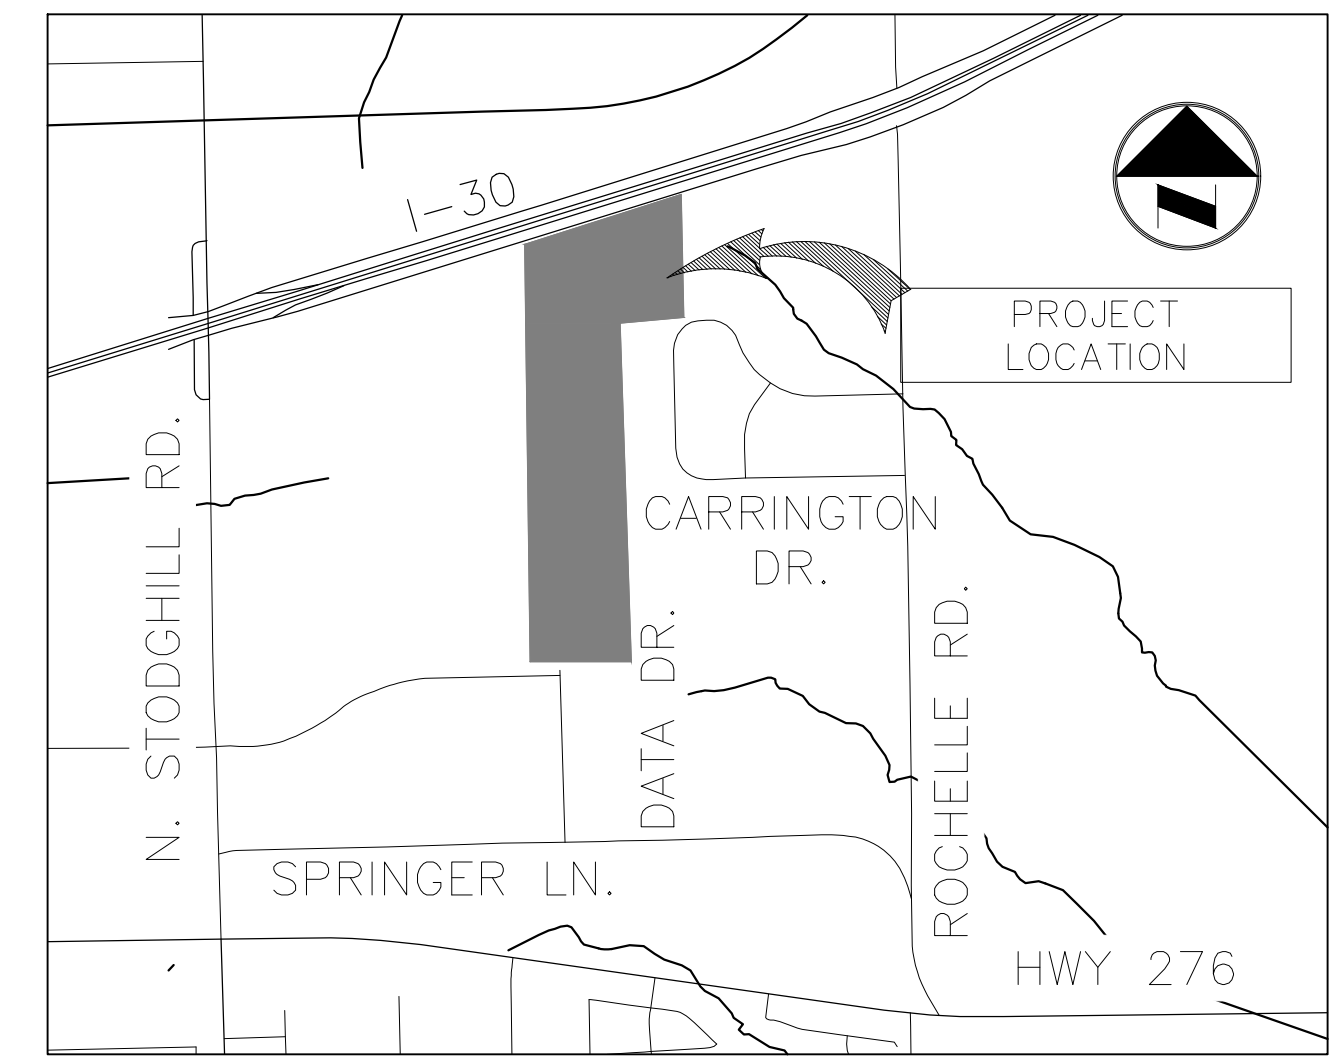 I-30
PROJECT
LOCATION
N. STODGHILL RD.
CARRINGTON
DR.
DATA DR.
ROCHELLE RD.
SPRINGER LN.
HWY 276
N